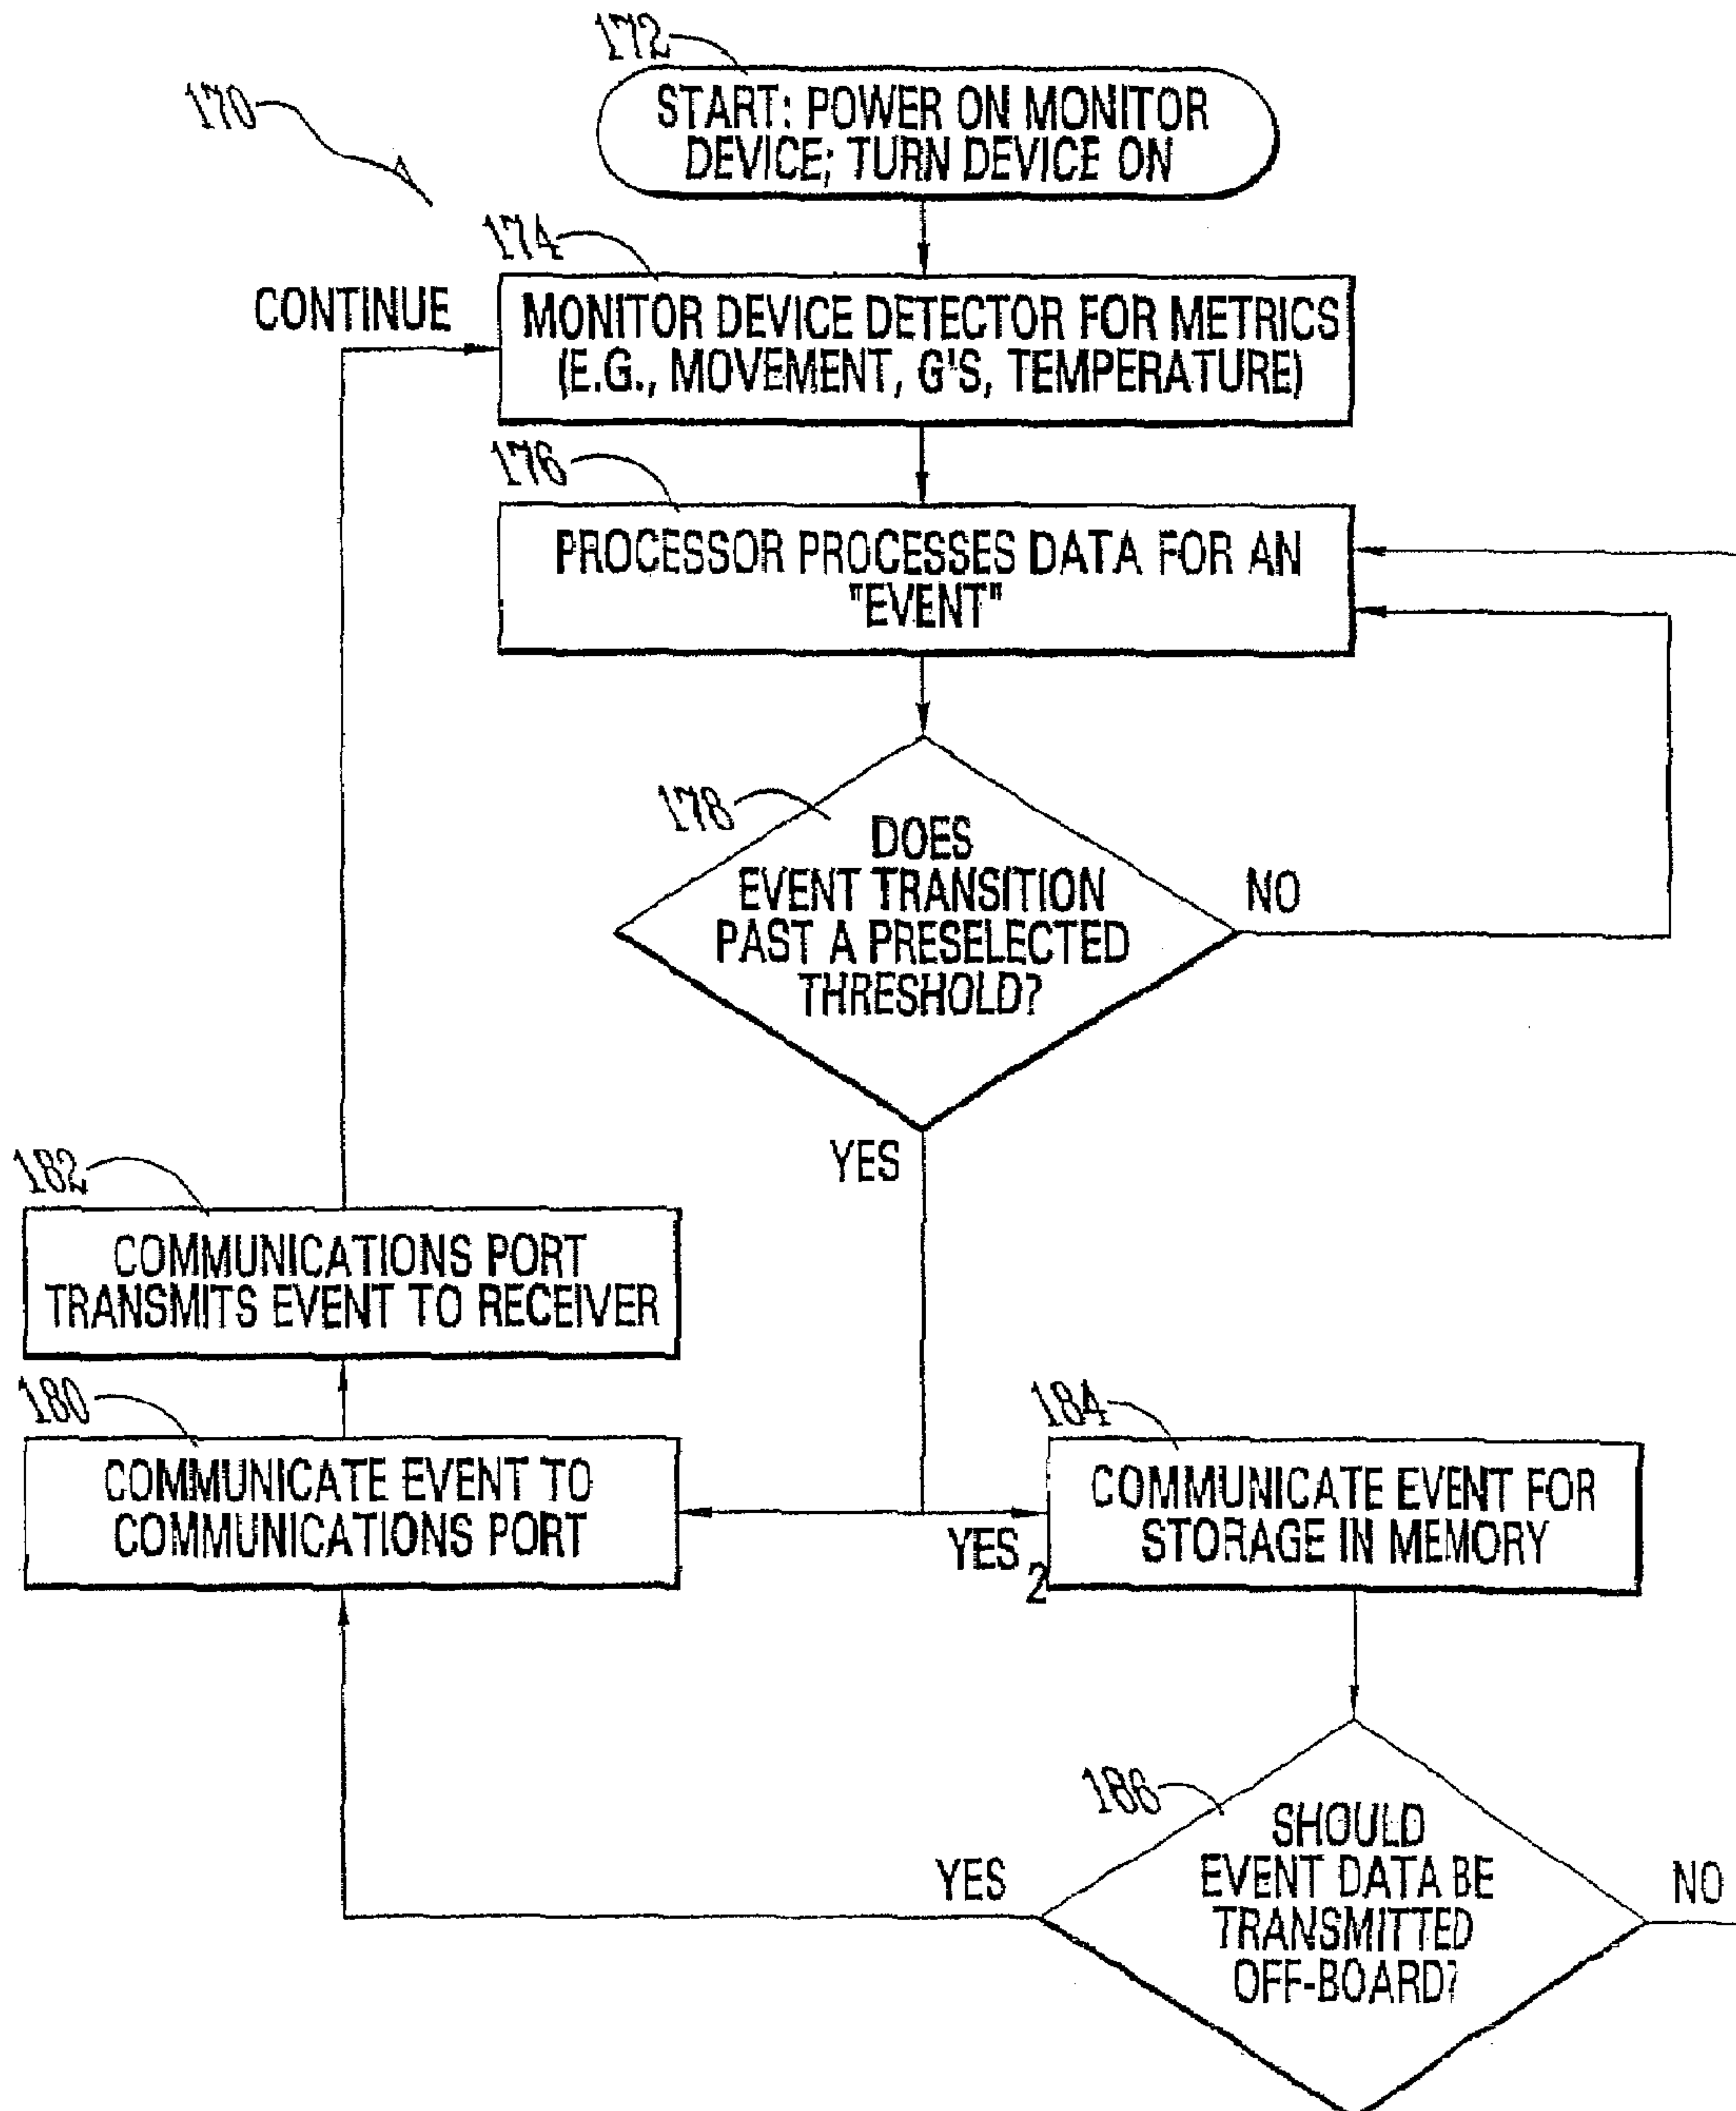 172
170
START: POWER ON MONITOR
DEVICE; TURN DEVICE ON
174
CONTINUE
MONITOR DEVICE DETECTOR FOR METRICS
(E.G., MOVEMENT, G'S, TEMPERATURE)
176
PROCESSOR PROCESSES DATA FOR AN
"EVENT"
178
DOES
EVENT TRANSITION
PAST A PRESELECTED
THRESHOLD?
NO
YES
182
COMMUNICATIONS PORT
TRANSMITS EVENT TO RECEIVER
180
COMMUNICATE EVENT TO
COMMUNICATIONS PORT
184
COMMUNICATE EVENT FOR
STORAGE IN MEMORY
YES 2
186
SHOULD
EVENT DATA BE
TRANSMITTED
OFF-BOARD?
YES
NO